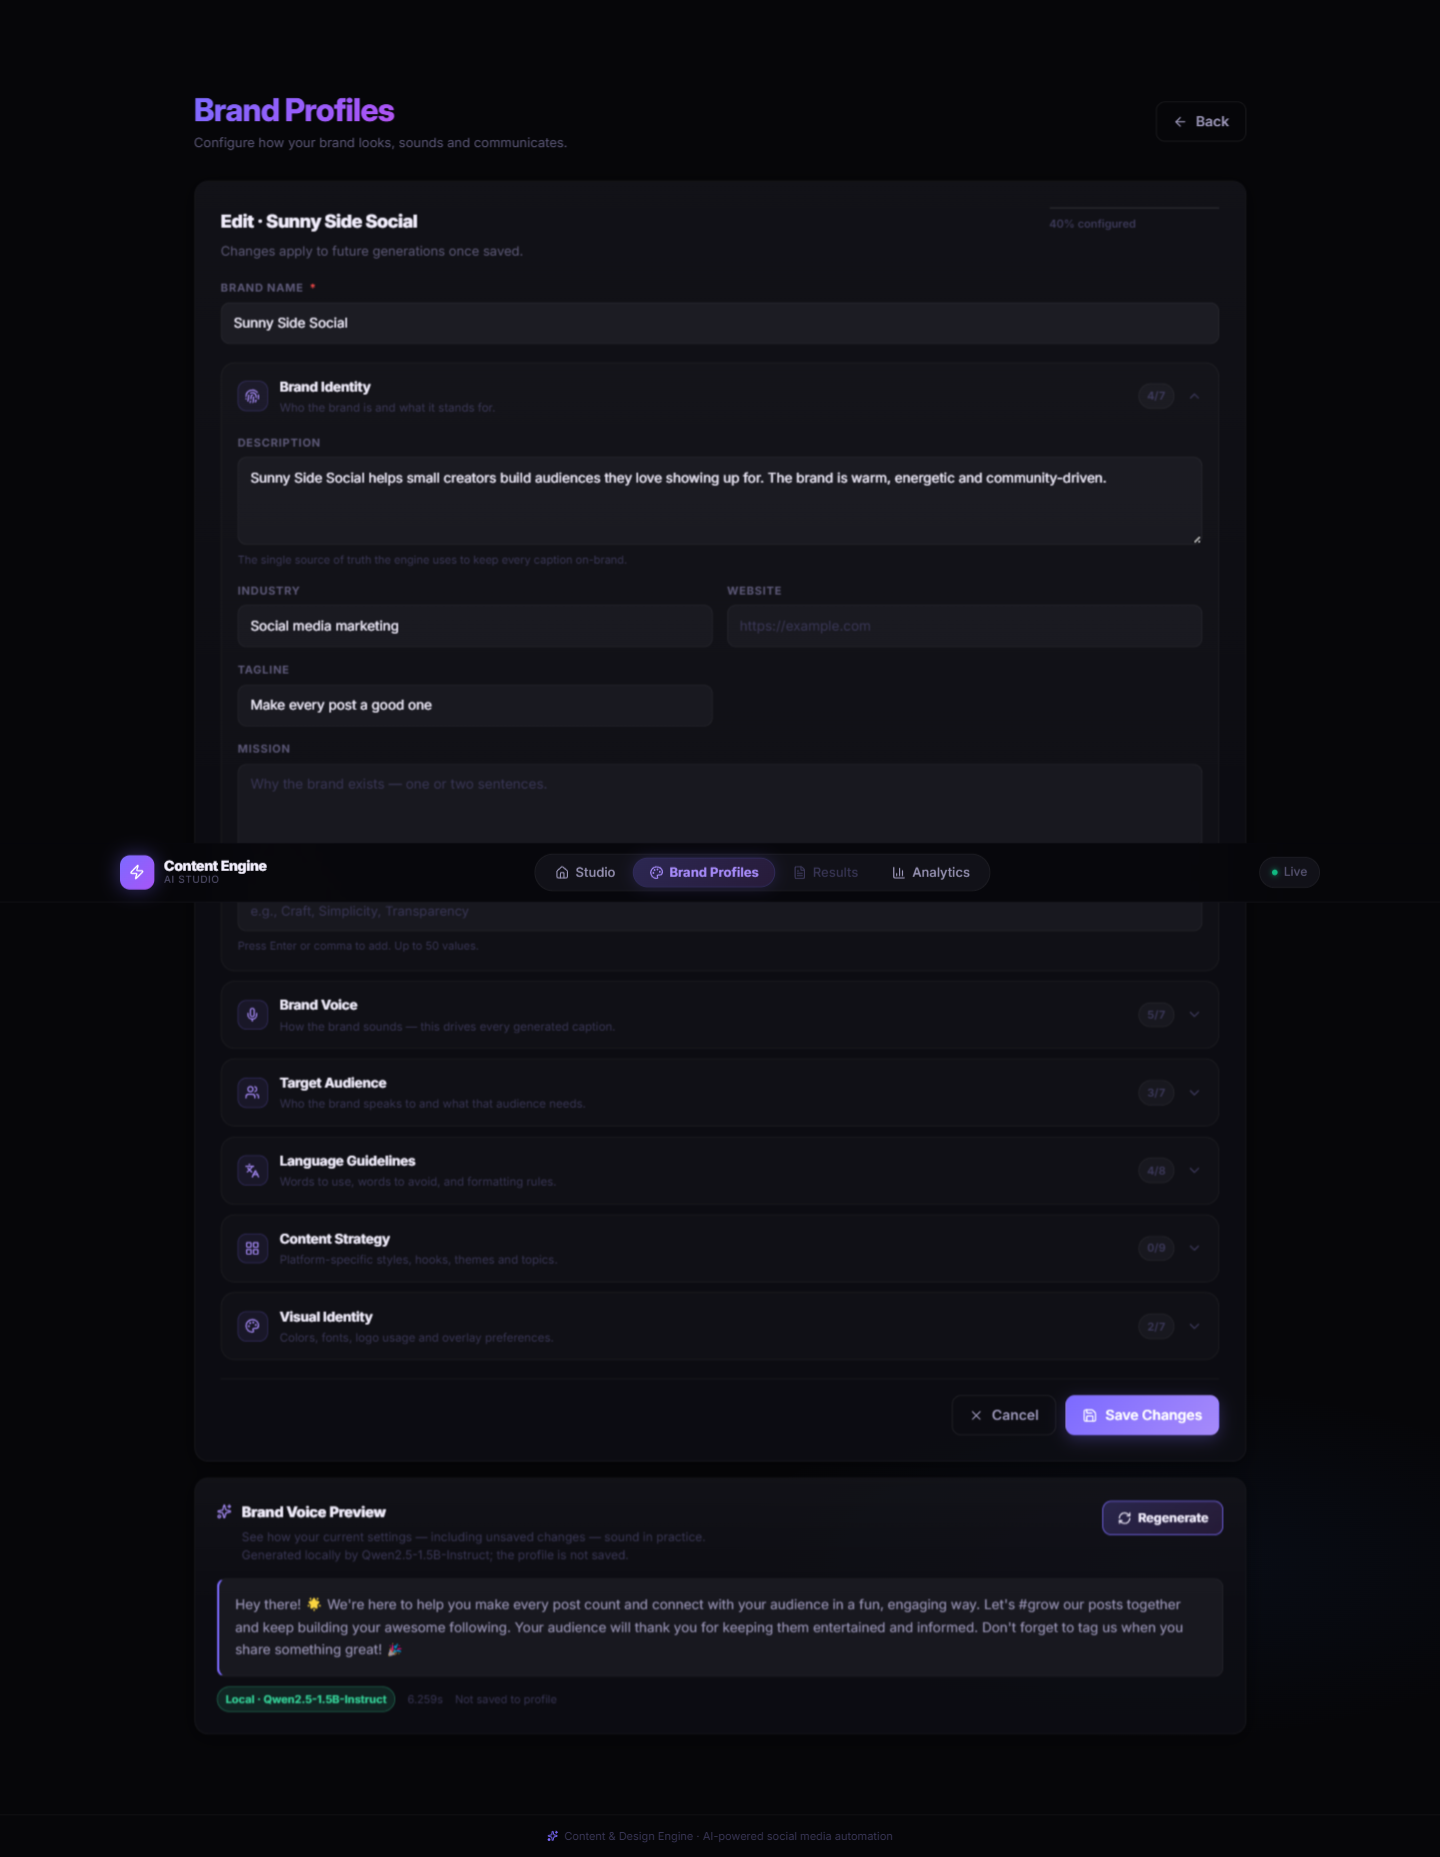 Brand Profiles
Configure how your brand looks, sounds and communicates.
Back
Edit · Sunny Side Social
40% configured
Changes apply to future generations once saved.
BRAND NAME *
Sunny Side Social
Brand Identity
Who the brand is and what it stands for.
4/7
DESCRIPTION
Sunny Side Social helps small creators build audiences they love showing up for. The brand is warm, energetic and community-driven.
The single source of truth the engine uses to keep every caption on-brand.
INDUSTRY
WEBSITE
Social media marketing
https://example.com
TAGLINE
Make every post a good one
MISSION
Why the brand exists — one or two sentences.
Content Engine
AI STUDIO
Studio
Brand Profiles
Results
Analytics
Live
e.g., Craft, Simplicity, Transparency
Press Enter or comma to add. Up to 50 values.
Brand Voice
How the brand sounds — this drives every generated caption.
5/7
Target Audience
Who the brand speaks to and what that audience needs.
3/7
Language Guidelines
Words to use, words to avoid, and formatting rules.
4/8
Content Strategy
Platform-specific styles, hooks, themes and topics.
0/9
Visual Identity
Colors, fonts, logo usage and overlay preferences.
2/7
Cancel
Save Changes
Brand Voice Preview
Regenerate
See how your current settings — including unsaved changes — sound in practice.
Generated locally by Qwen2.5-1.5B-Instruct; the profile is not saved.
Hey there! 🌟 We're here to help you make every post count and connect with your audience in a fun, engaging way. Let's #grow our posts together
and keep building your awesome following. Your audience will thank you for keeping them entertained and informed. Don't forget to tag us when you
share something great! 🎉
Local · Qwen2.5-1.5B-Instruct
6.259s
Not saved to profile
Content & Design Engine · AI-powered social media automation